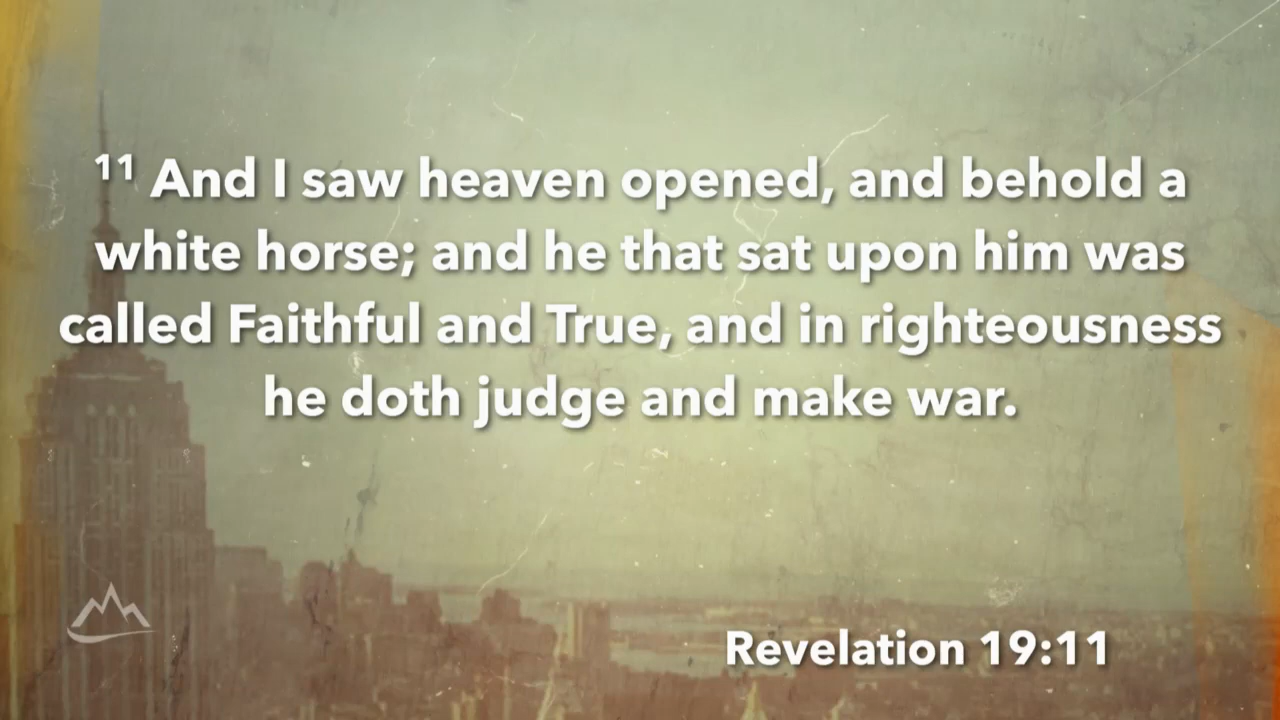 11 And I saw heaven opened, and behold a
white horse; and he that sat upon him was
called Faithful and True, and in righteousness
he doth judge and make war.
Revelation 19:11